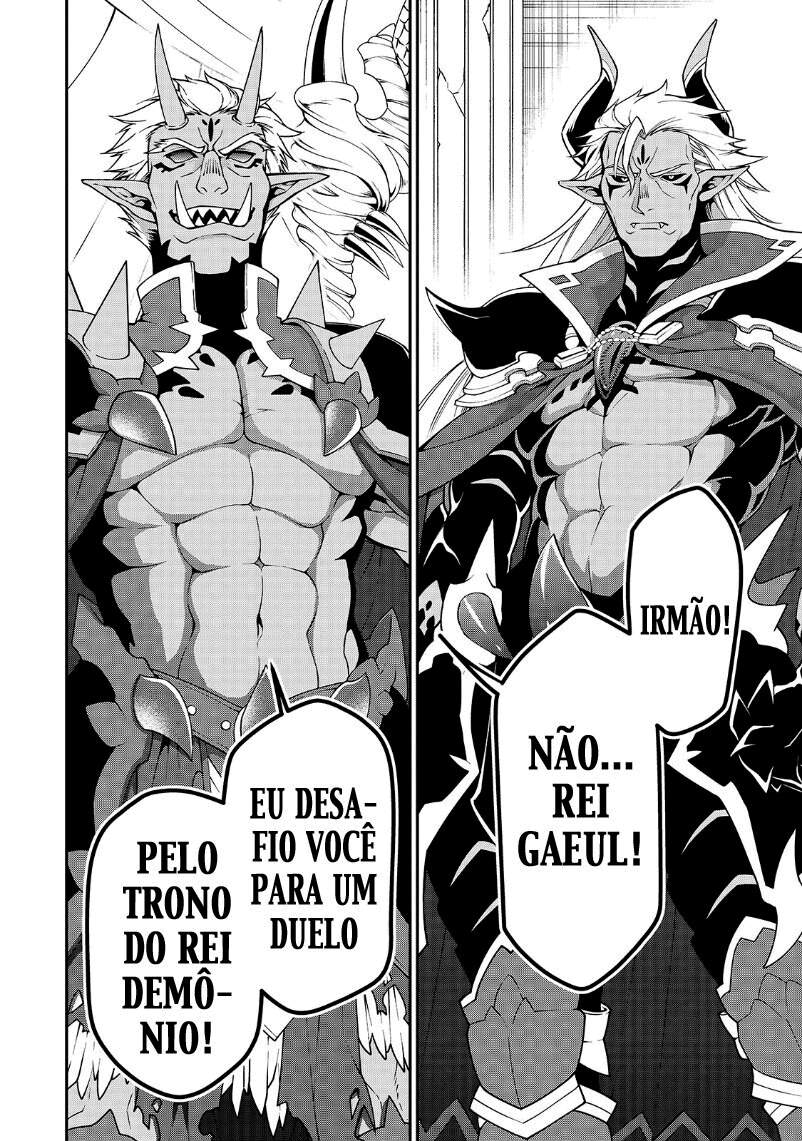 IRMÃO!
NÃO...
REI
GAEUL!
EU DESA-
FIO VOCÊ
PARA UM
DUELO
PELO
TRONO
DO REI
DEMÔ-
NIO!